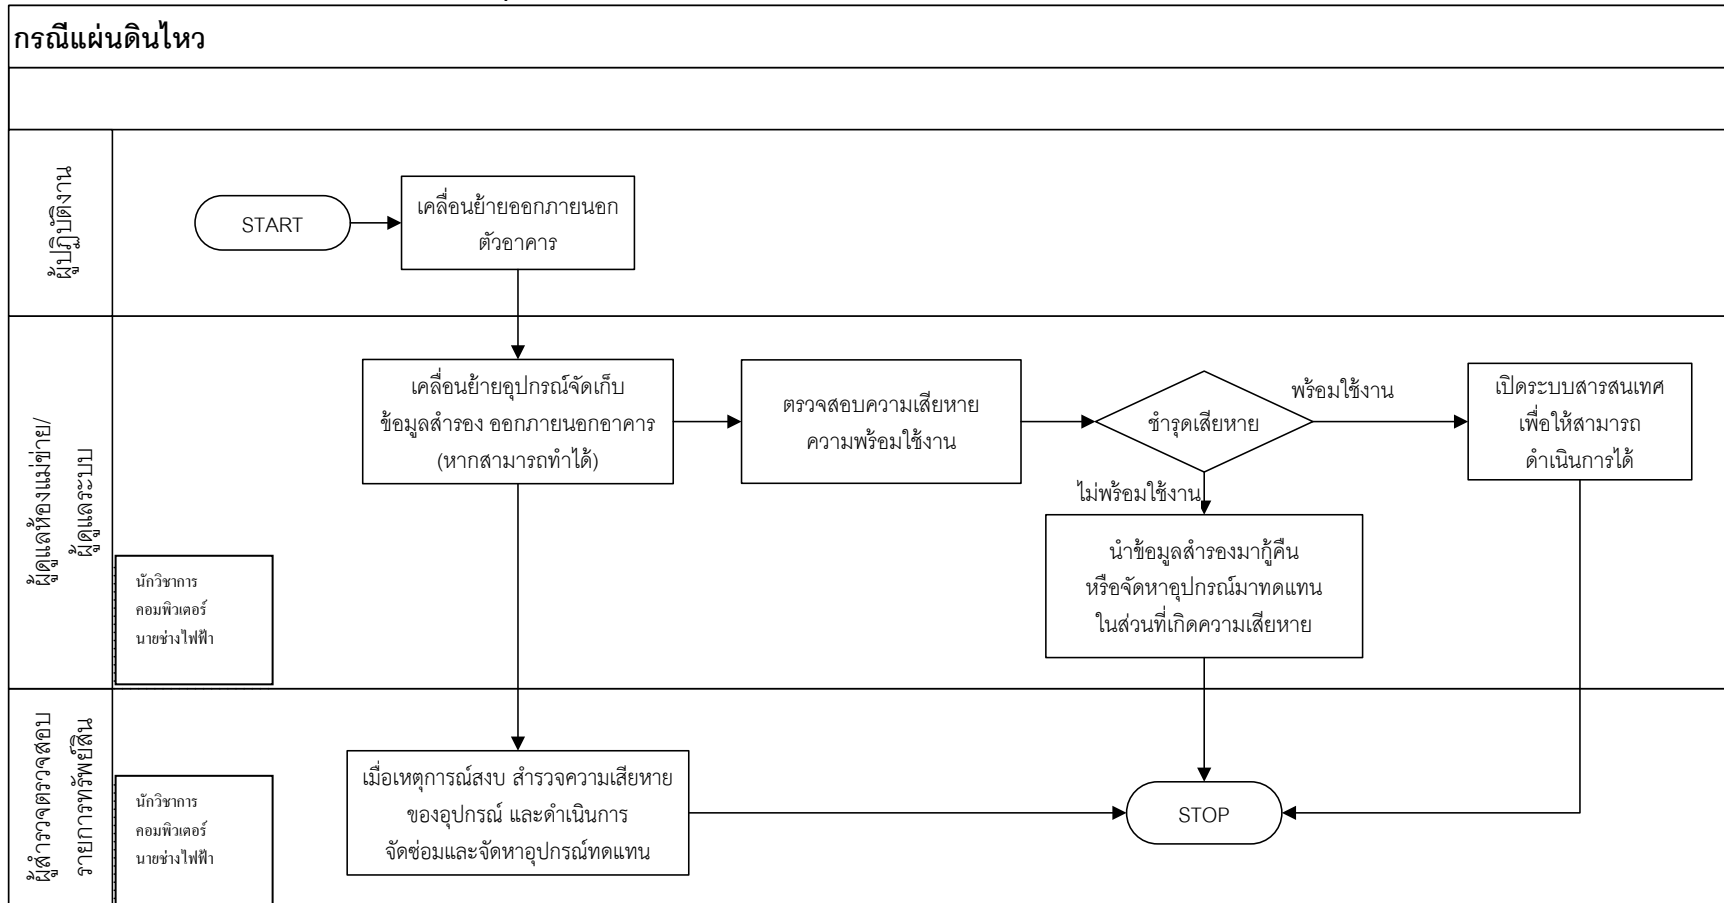 กรณีแผ่นดินไหว
ผู้ปฏิบัติงาน
START
เคลื่อนย้ายออกภายนอก
ตัวอาคาร
ผู้ดูแลห้องแม่ข่าย/
ผู้ดูแลระบบ
นักวิชาการ
คอมพิวเตอร์
นายช่างไฟฟ้า
เคลื่อนย้ายอุปกรณ์จัดเก็บ
ข้อมูลสำรอง ออกภายนอกอาคาร
(หากสามารถทำได้)
ตรวจสอบความเสียหาย
ความพร้อมใช้งาน
ชำรุดเสียหาย
พร้อมใช้งาน
เปิดระบบสารสนเทศ
เพื่อให้สามารถ
ดำเนินการได้
ไม่พร้อมใช้งาน
นำข้อมูลสำรองมากู้คืน
หรือจัดหาอุปกรณ์มาทดแทน
ในส่วนที่เกิดความเสียหาย
ผู้สำรวจตรวจสอบ
รายการทรัพย์สิน
นักวิชาการ
คอมพิวเตอร์
นายช่างไฟฟ้า
เมื่อเหตุการณ์สงบ สำรวจความเสียหาย
ของอุปกรณ์ และดำเนินการ
จัดซ่อมและจัดหาอุปกรณ์ทดแทน
STOP